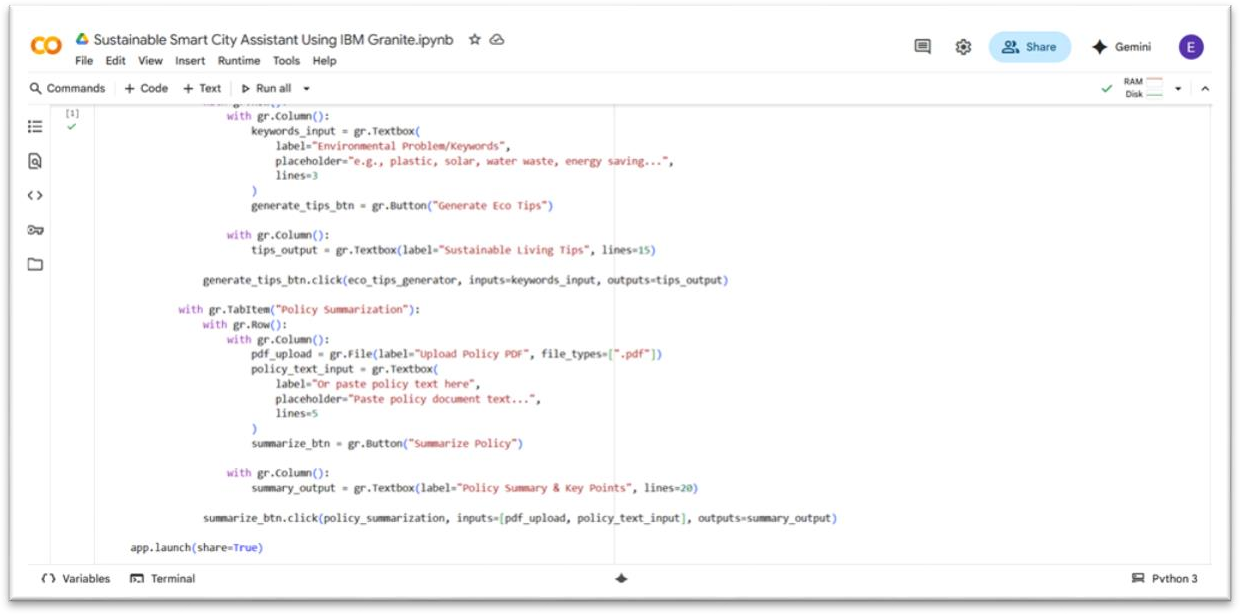 Sustainable Smart City Assistant Using IBM Granite.ipynb
File Edit View Insert Runtime Tools Help
Share
Gemini
E
Commands + Code + Text Run all
RAM
Disk
[1]
with gr.Row():
with gr.Column():
keywords_input = gr.Textbox(
label="Environmental Problem/Keywords",
placeholder="e.g., plastic, solar, water waste, energy saving...",
lines=3
)
generate_tips_btn = gr.Button("Generate Eco Tips")
with gr.Column():
tips_output = gr.Textbox(label="Sustainable Living Tips", lines=15)
generate_tips_btn.click(eco_tips_generator, inputs=keywords_input, outputs=tips_output)
with gr.TabItem("Policy Summarization"):
with gr.Row():
with gr.Column():
pdf_upload = gr.File(label="Upload Policy PDF", file_types=[".pdf"])
policy_text_input = gr.Textbox(
label="Or paste policy text here",
placeholder="Paste policy document text...",
lines=5
)
summarize_btn = gr.Button("Summarize Policy")
with gr.Column():
summary_output = gr.Textbox(label="Policy Summary & Key Points", lines=20)
summarize_btn.click(policy_summarization, inputs=[pdf_upload, policy_text_input], outputs=summary_output)
app.launch(share=True)
Variables Terminal
Python 3